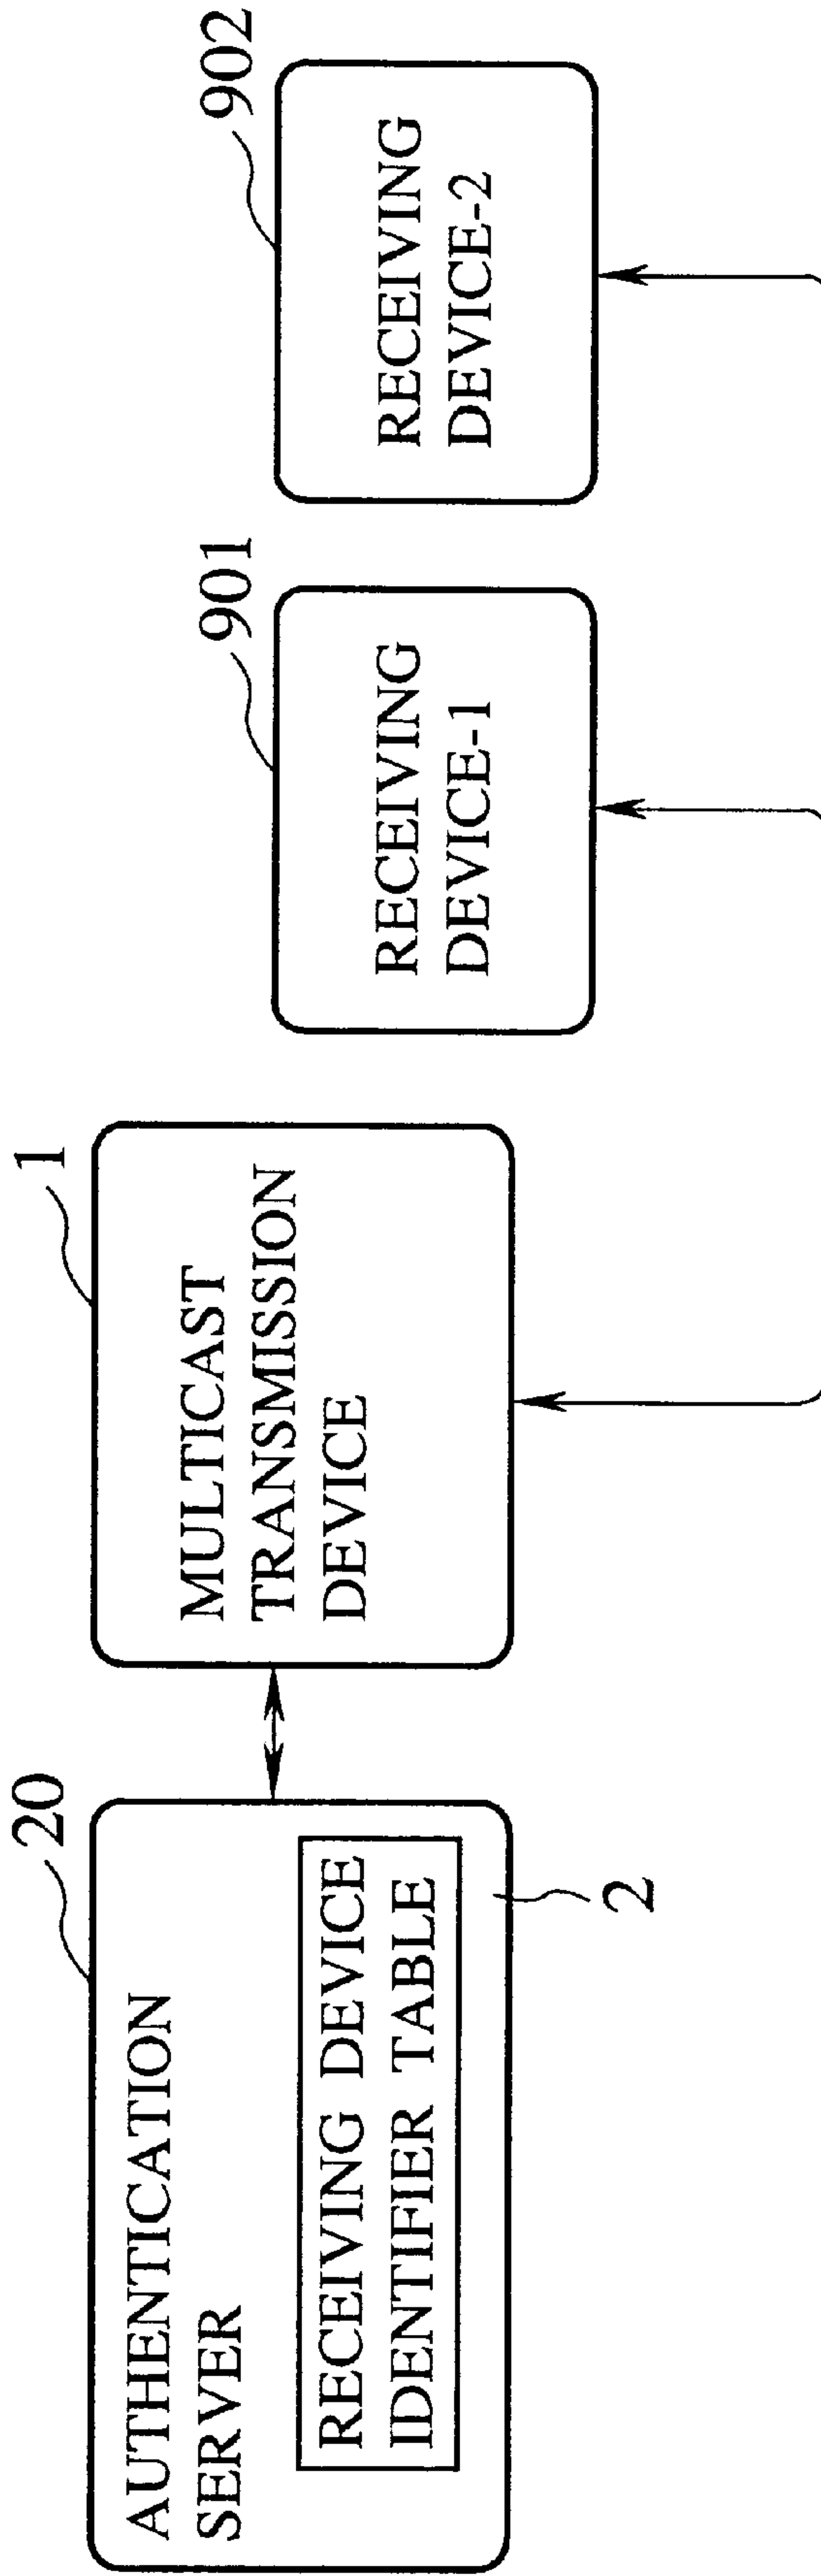 20
AUTHENTICATION
SERVER
RECEIVING DEVICE
IDENTIFIER TABLE
2
1
MULTICAST
TRANSMISSION
DEVICE
901
RECEIVING
DEVICE-1
902
RECEIVING
DEVICE-2